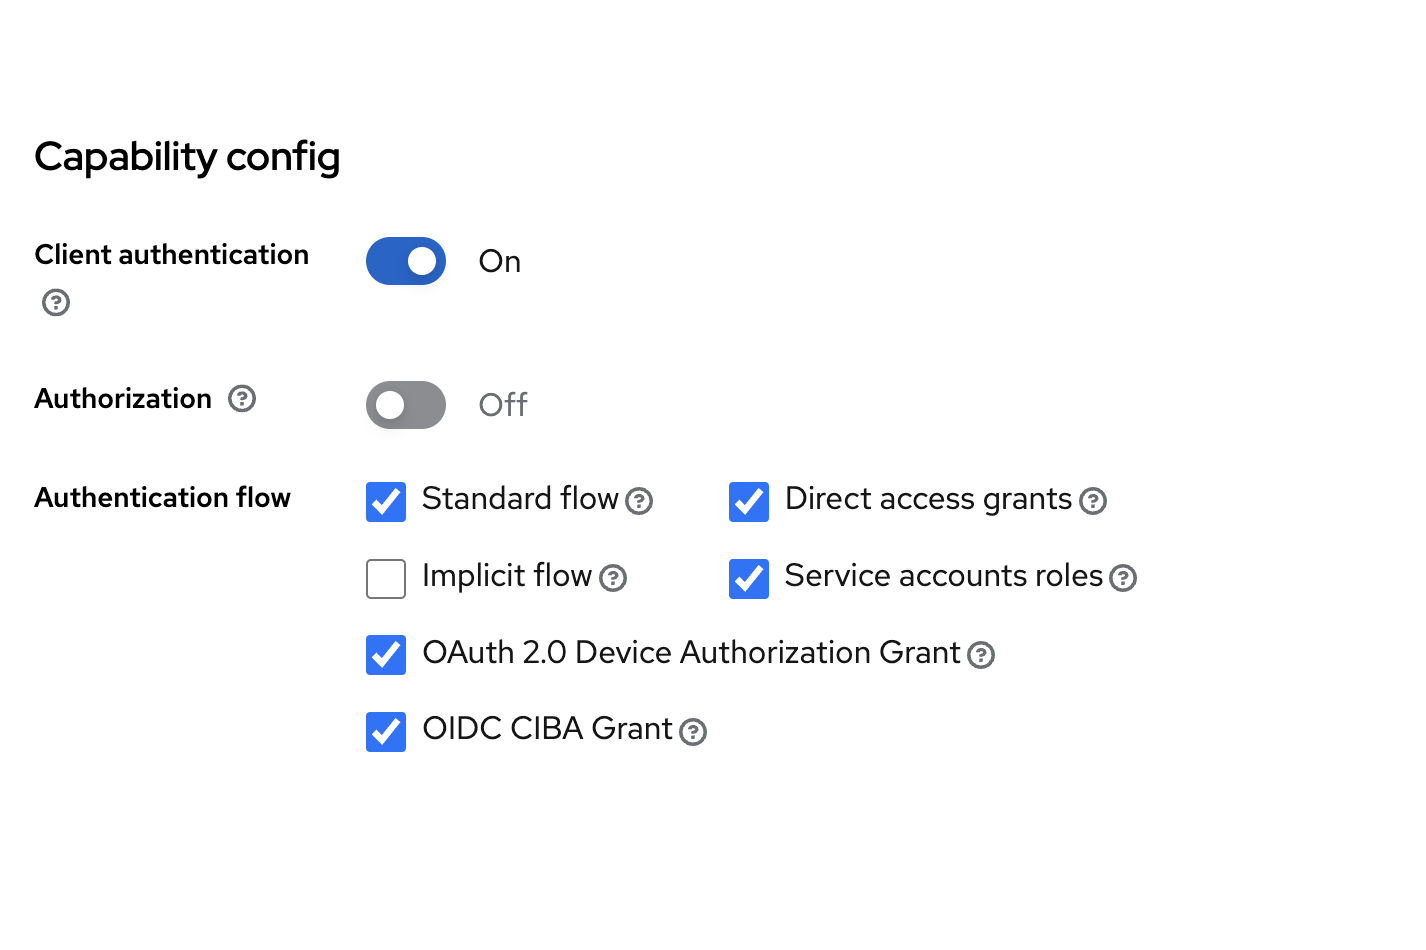 Capability config
Client authentication
On
Authorization
Off
Authentication flow
Standard flow
Direct access grants
Implicit flow
Service accounts roles
OAuth 2.0 Device Authorization Grant
OIDC CIBA Grant